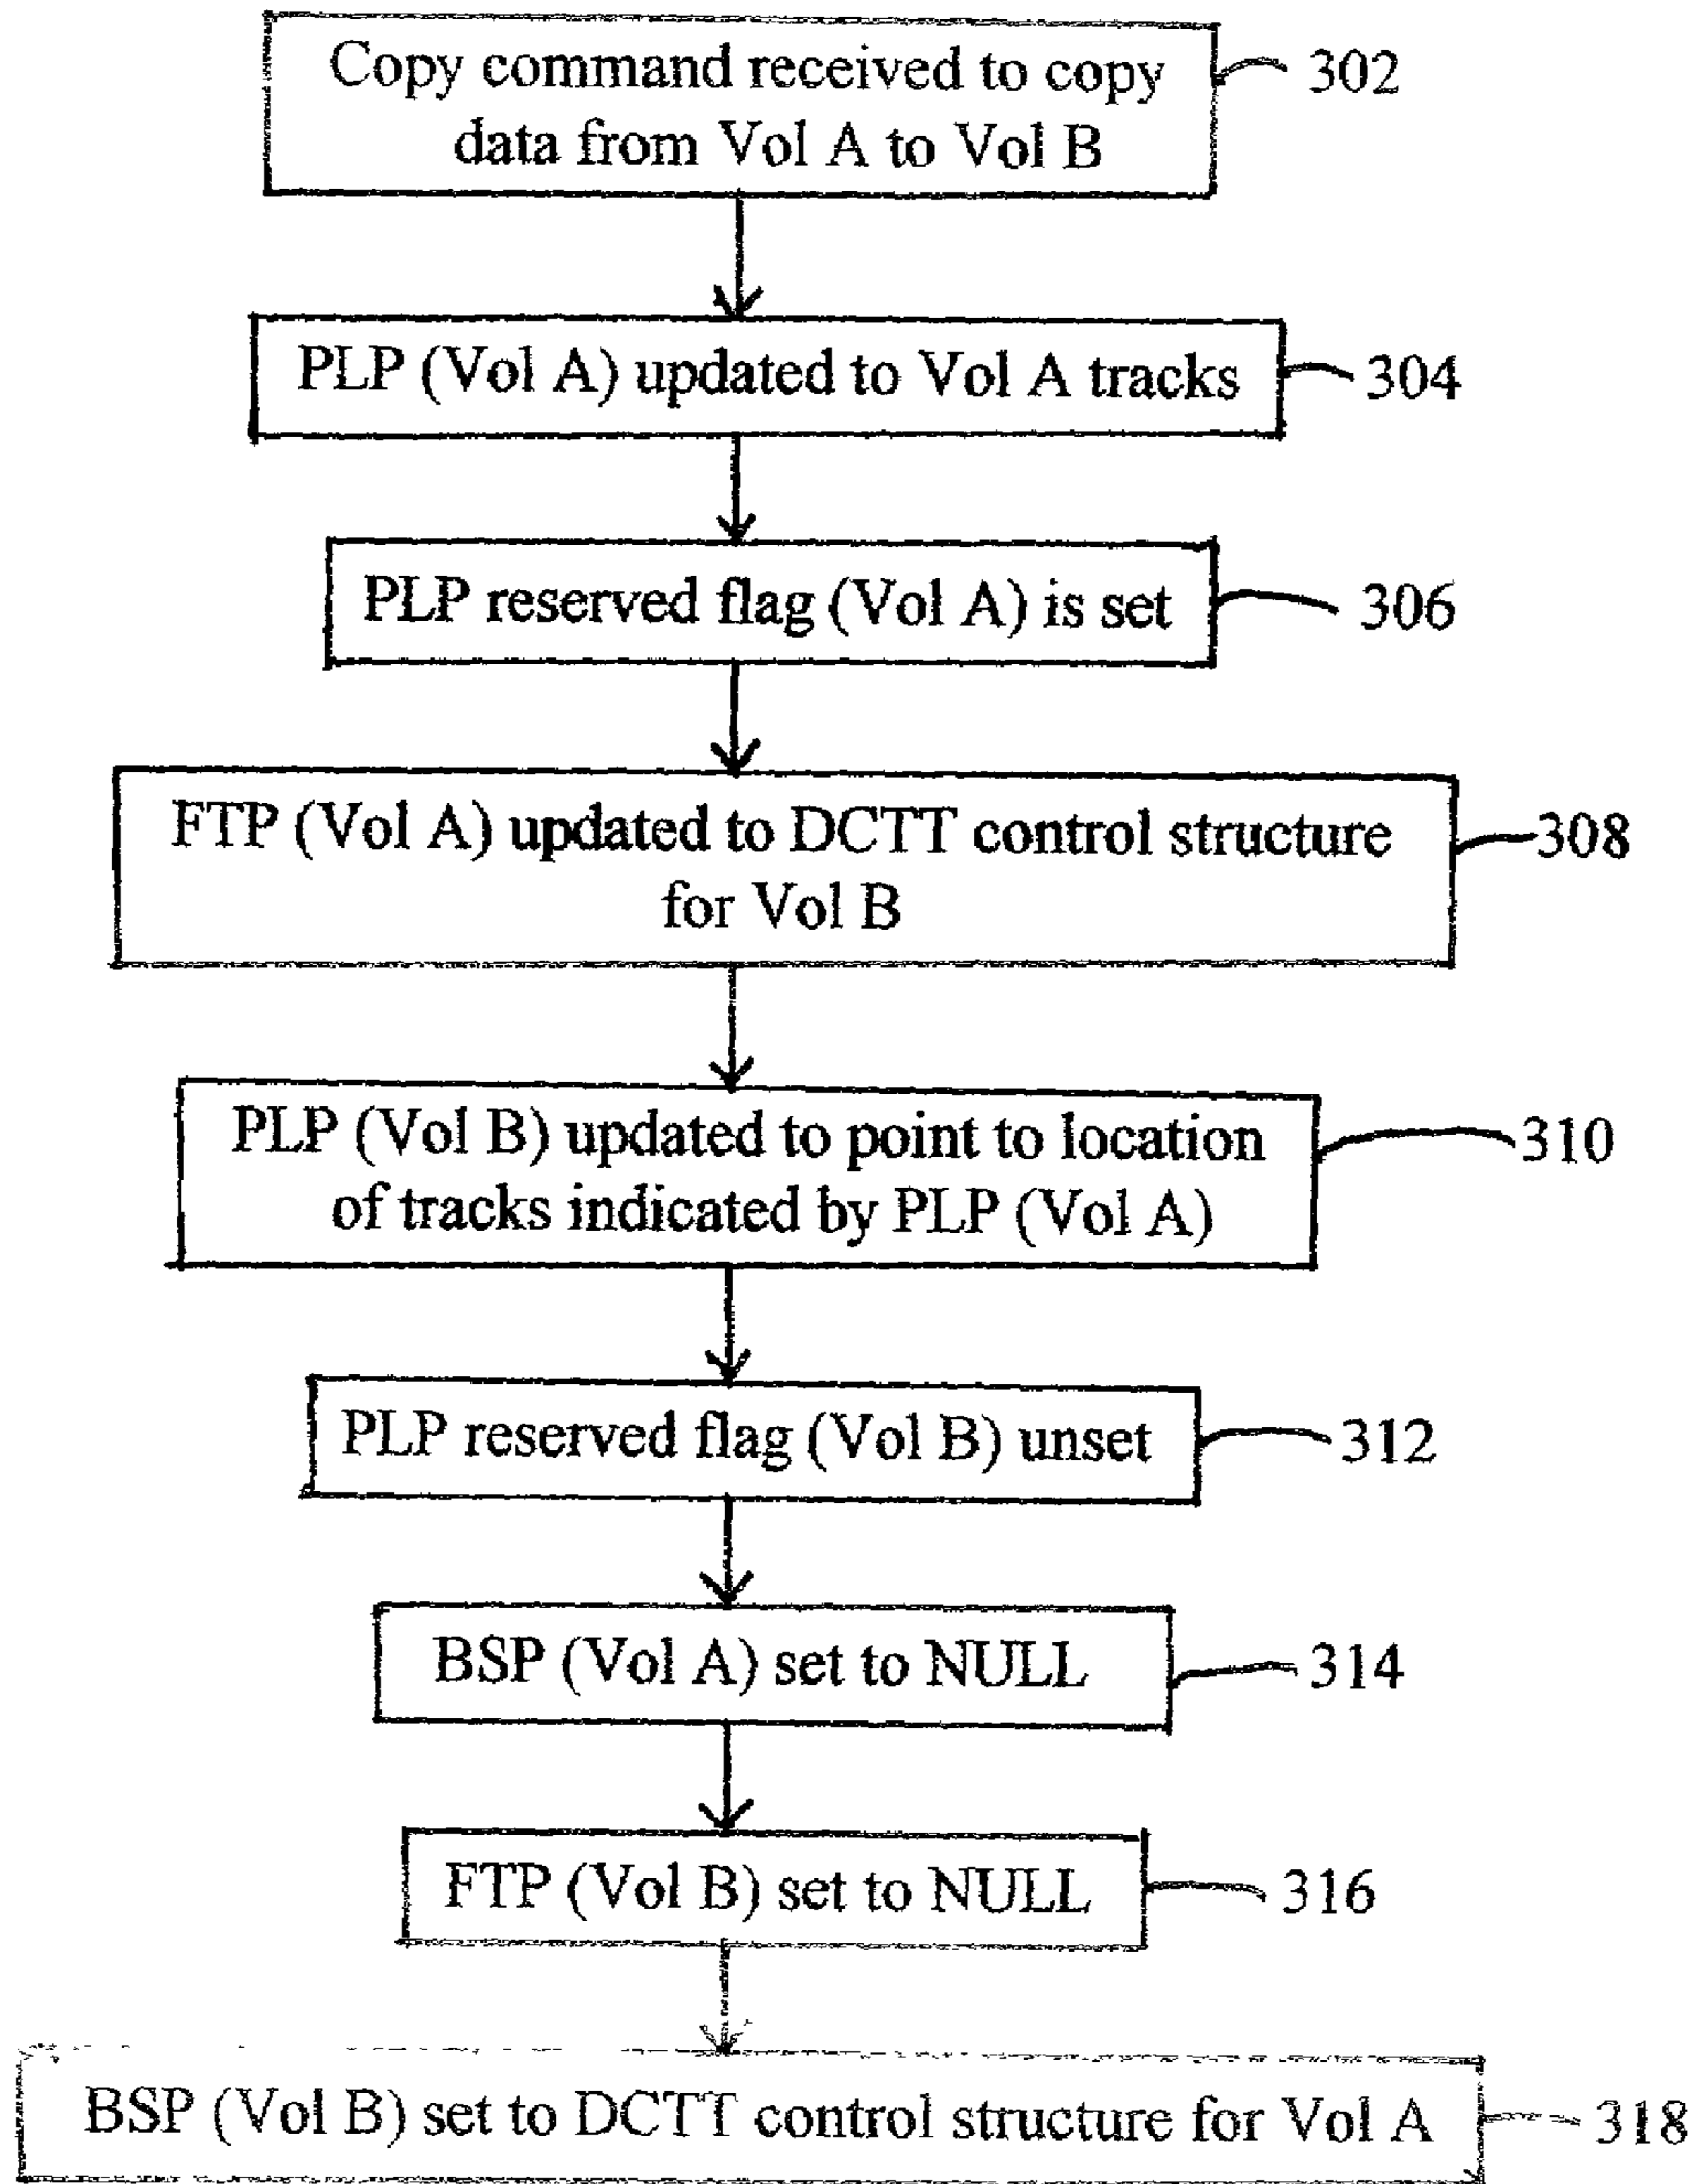 Copy command received to copy
data from Vol A to Vol B
302
PLP (Vol A) updated to Vol A tracks
304
PLP reserved flag (Vol A) is set
306
FTP (Vol A) updated to DCTT control structure
for Vol B
308
PLP (Vol B) updated to point to location
of tracks indicated by PLP (Vol A)
310
PLP reserved flag (Vol B) unset
312
BSP (Vol A) set to NULL
314
FTP (Vol B) set to NULL
316
BSP (Vol B) set to DCTT control structure for Vol A
318